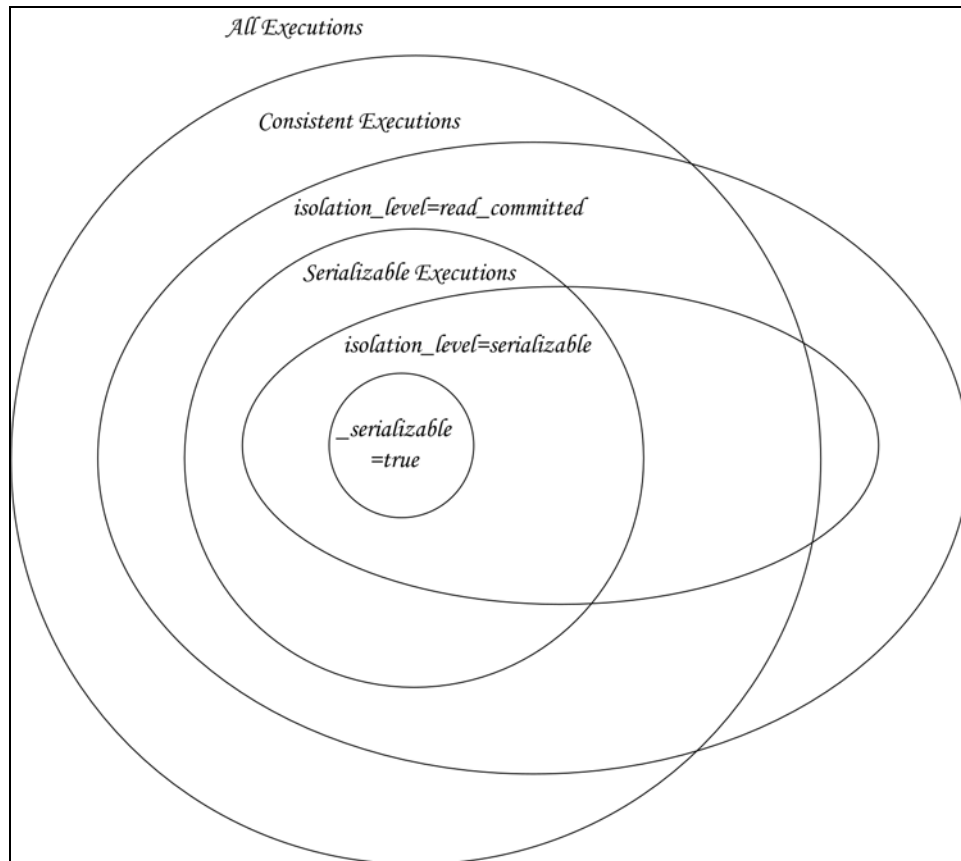 All Executions
Consistent Executions
isolation_level=read_committed
Serializable Executions
isolation_level=serializable
_serializable
=true